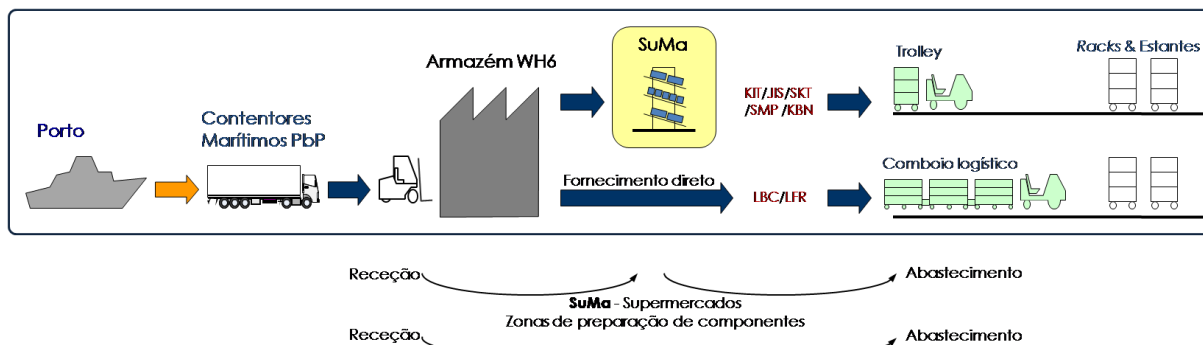 SuMa
Armazém WH6
Trolley
Racks & Estantes
KIT/JIS/SKT
/SMP/KBN
Porto
Contentores
Marítimos PbP
Fornecimento direto
LBC/LFR
Comboio logístico
Receção
Abastecimento
SuMa - Supermercados
Zonas de preparação de componentes
Receção
Abastecimento